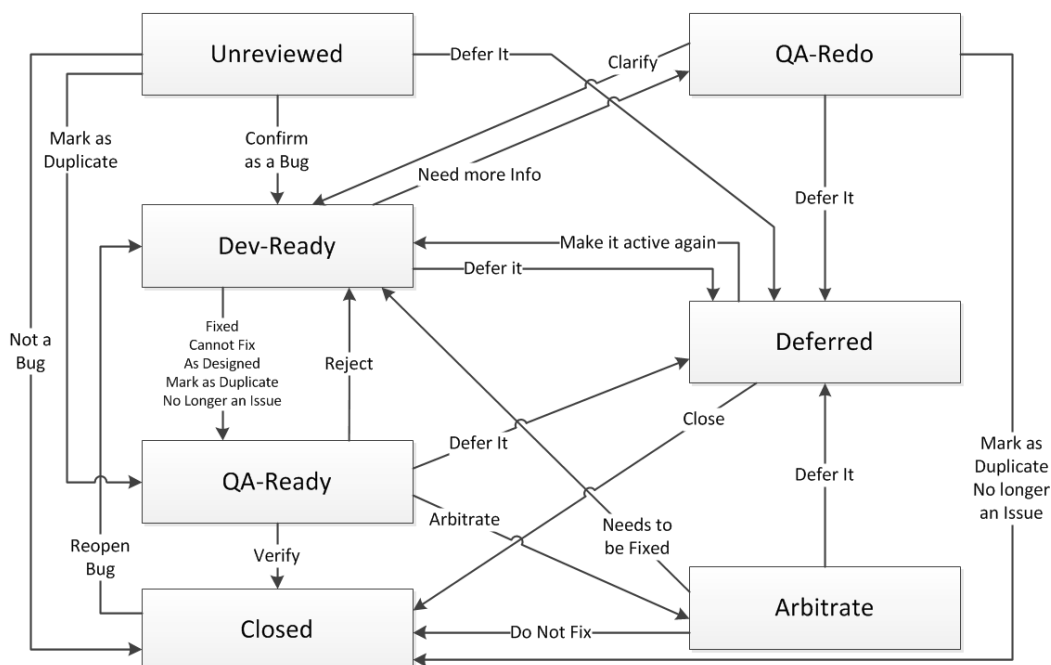 Unreviewed
Defer It
Clarify
QA-Redo
Mark as
Duplicate
Confirm
as a Bug
Need more Info
Defer It
Dev-Ready
Make it active again
Defer it
Not a
Bug
Fixed
Cannot Fix
As Designed
Mark as Duplicate
No Longer an Issue
Reject
Deferred
Close
Defer It
QA-Ready
Mark as
Duplicate
No longer
an Issue
Defer It
Arbitrate
Needs to
be Fixed
Reopen
Bug
Verify
Closed
Do Not Fix
Arbitrate